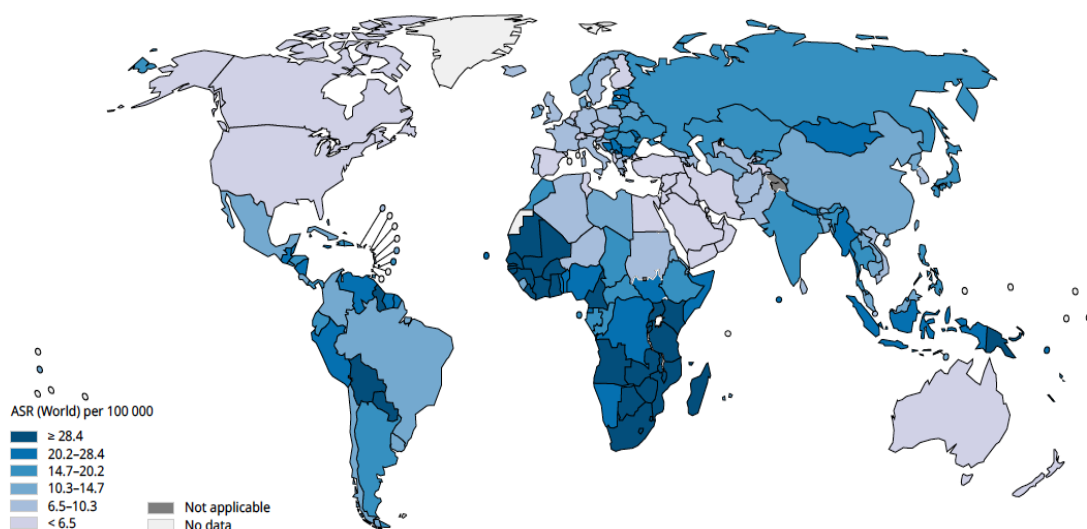 ASR (World) per 100 000
≥ 28.4
20.2–28.4
14.7–20.2
10.3–14.7
6.5–10.3
< 6.5
Not applicable
No data